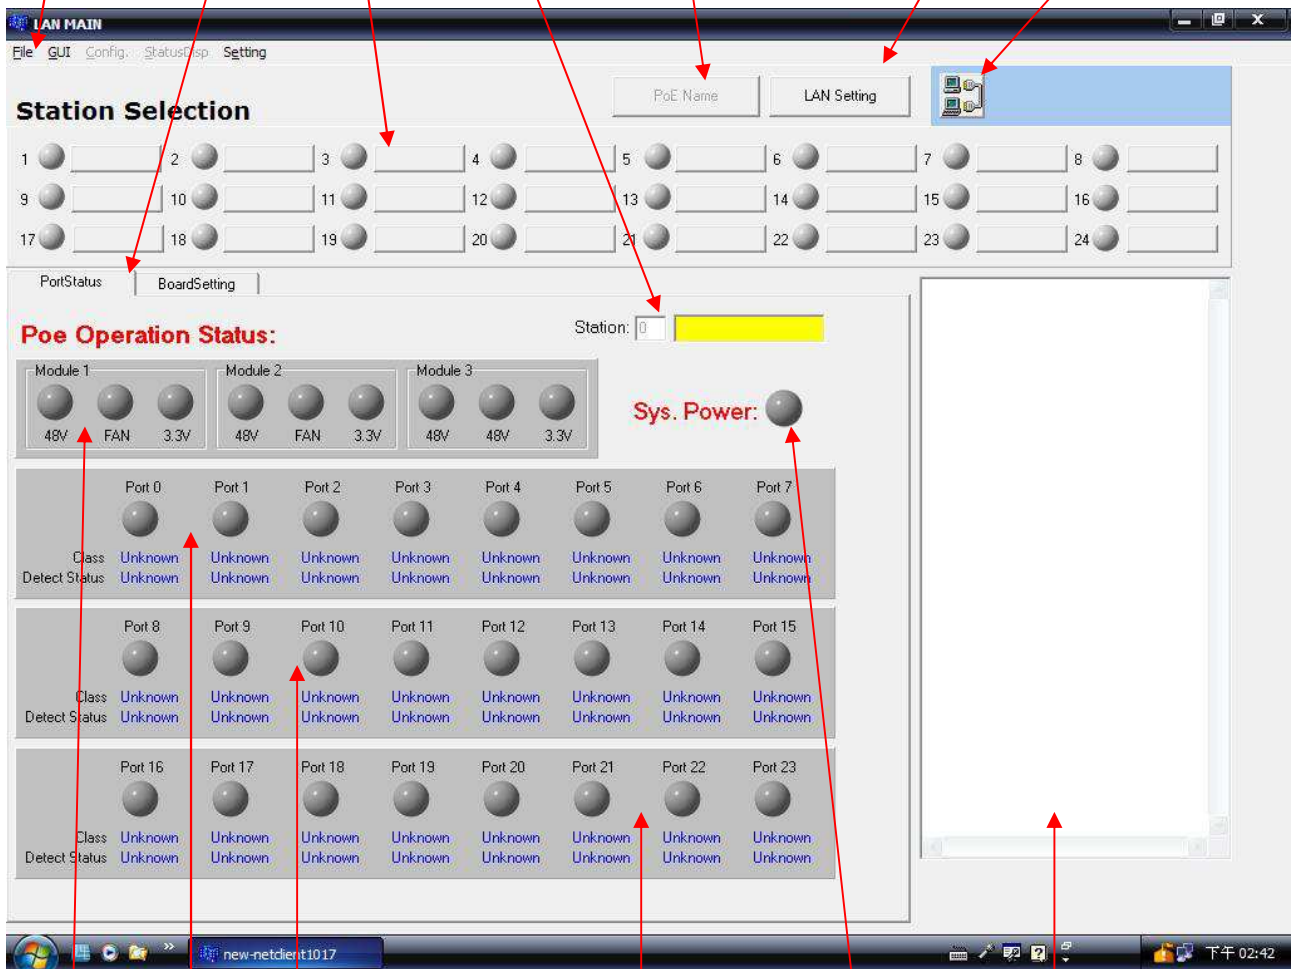 LAN MAIN
File GUI Config. StatusDisp Setting
Station Selection
PoE Name LAN Setting
1 2 3 4 5 6 7 8
9 10 11 12 13 14 15 16
17 18 19 20 21 22 23 24
PortStatus BoardSetting
Poe Operation Status:
Station: 0
Module 1 Module 2 Module 3
48V FAN 3.3V 48V FAN 3.3V 48V 48V 3.3V
Sys. Power:
Port 0 Port 1 Port 2 Port 3 Port 4 Port 5 Port 6 Port 7
Class Unknown Unknown Unknown Unknown Unknown Unknown Unknown Unknown
Detect Status Unknown Unknown Unknown Unknown Unknown Unknown Unknown Unknown
Port 8 Port 9 Port 10 Port 11 Port 12 Port 13 Port 14 Port 15
Class Unknown Unknown Unknown Unknown Unknown Unknown Unknown Unknown
Detect Status Unknown Unknown Unknown Unknown Unknown Unknown Unknown Unknown
Port 16 Port 17 Port 18 Port 19 Port 20 Port 21 Port 22 Port 23
Class Unknown Unknown Unknown Unknown Unknown Unknown Unknown Unknown
Detect Status Unknown Unknown Unknown Unknown Unknown Unknown Unknown Unknown
new-netclient1017
下午 02:42